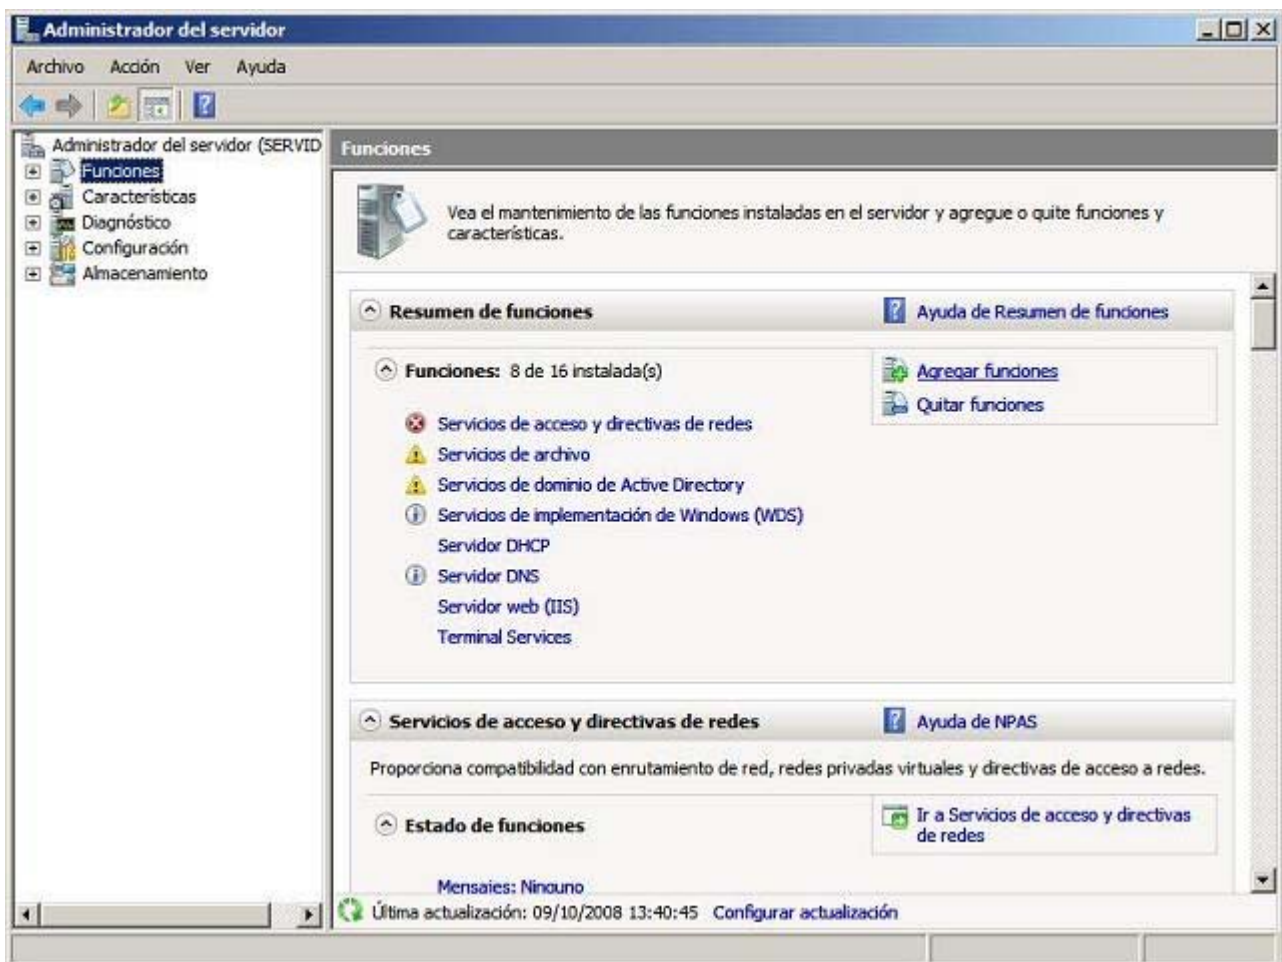 Administrador del servidor
Archivo Acción Ver Ayuda
Administrador del servidor (SERVID
Funciones
Características
Diagnóstico
Configuración
Almacenamiento
Funciones
Vea el mantenimiento de las funciones instaladas en el servidor y agregue o quite funciones y
características.
Resumen de funciones
Ayuda de Resumen de funciones
Funciones: 8 de 16 instalada(s)
Agregar funciones
Quitar funciones
Servicios de acceso y directivas de redes
Servicios de archivo
Servicios de dominio de Active Directory
Servicios de implementación de Windows (WDS)
Servidor DHCP
Servidor DNS
Servidor web (IIS)
Terminal Services
Servicios de acceso y directivas de redes
Ayuda de NPAS
Proporciona compatibilidad con enrutamiento de red, redes privadas virtuales y directivas de acceso a redes.
Estado de funciones
Ir a Servicios de acceso y directivas
de redes
Mensajes: Ninguno
Última actualización: 09/10/2008 13:40:45 Configurar actualización